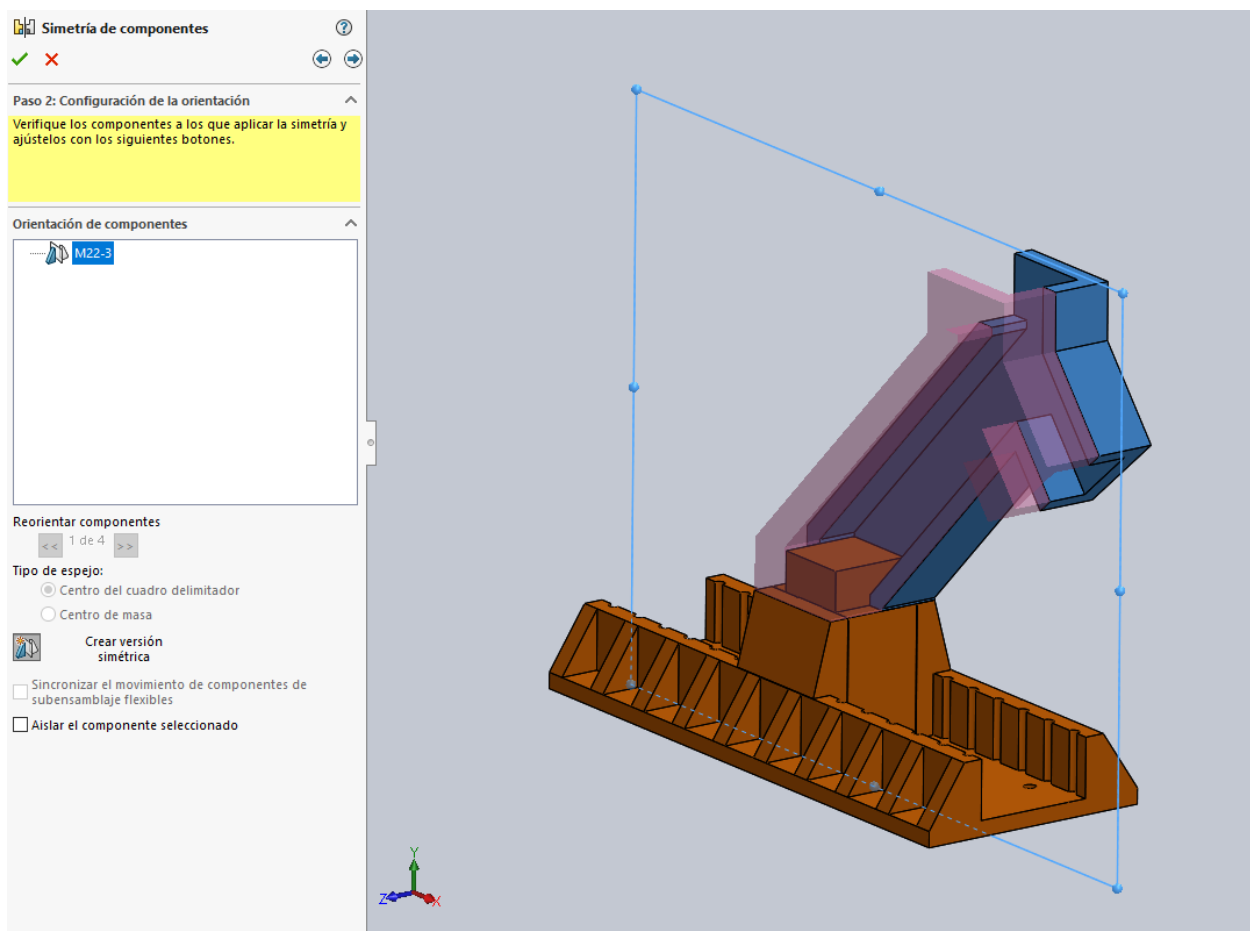 Simetría de componentes
Paso 2: Configuración de la orientación
Verifique los componentes a los que aplicar la simetría y
ajústelos con los siguientes botones.
Orientación de componentes
M22-3
Reorientar componentes
<< 1 de 4 >>
Tipo de espejo:
Centro del cuadro delimitador
Centro de masa
Crear versión
simétrica
Sincronizar el movimiento de componentes de
subensamblaje flexibles
Aislar el componente seleccionado
Y
Z
X